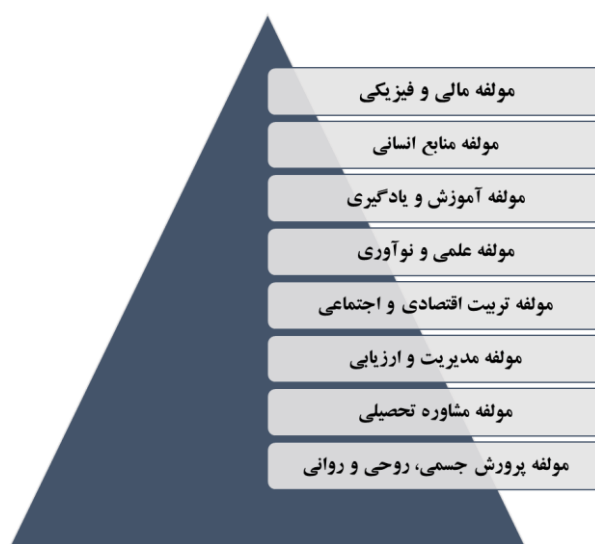 مولفه مالی و فیزیکی
مولفه منابع انسانی
مولفه آموزش و یادگیری
مولفه علمی و نوآوری
مولفه تربیت اقتصادی و اجتماعی
مولفه مدیریت و ارزیابی
مولفه مشاوره تحصیلی
مولفه پرورش جسمی، روحی و روانی